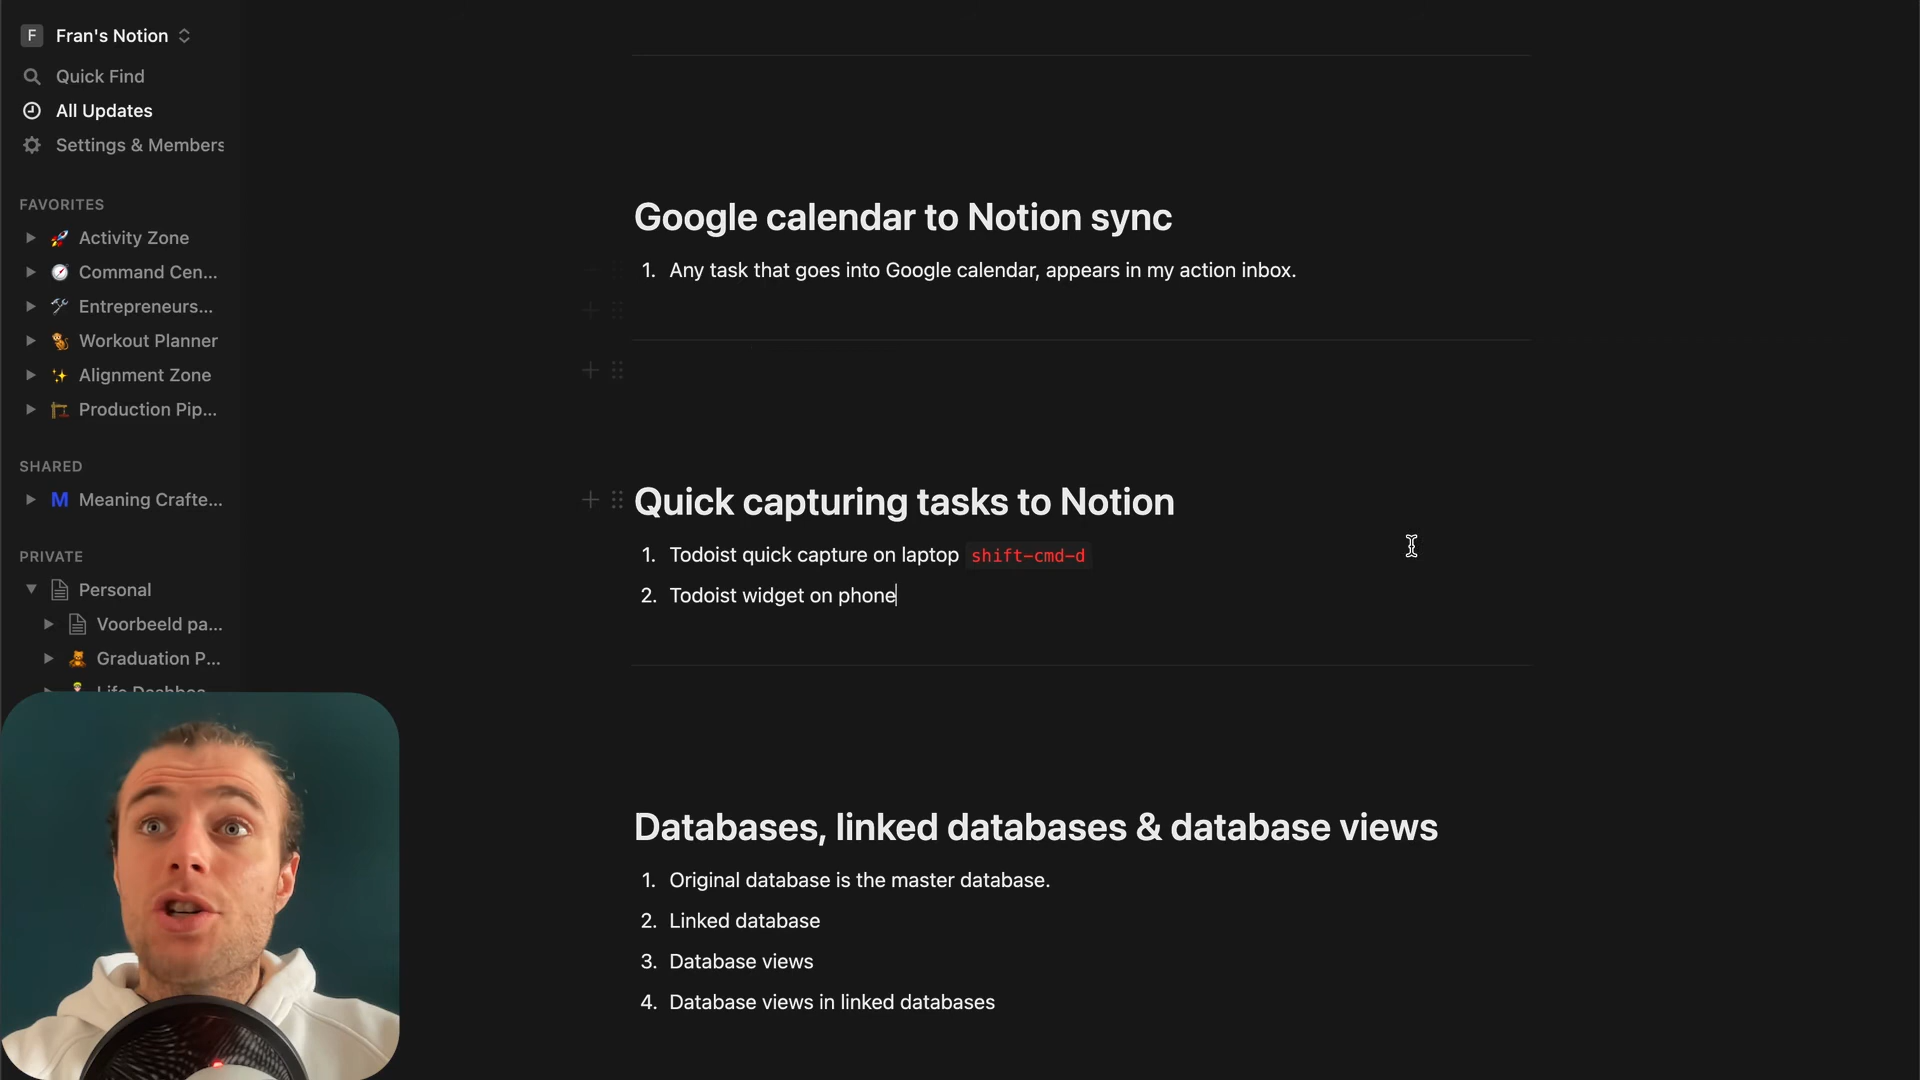 F Fran's Notion
Quick Find
All Updates
Settings & Members
FAVORITES
Activity Zone
Command Cen...
Entrepreneurs...
Workout Planner
Alignment Zone
Production Pip...
SHARED
M Meaning Crafte...
PRIVATE
Personal
Voorbeeld pa...
Graduation P...
Life Dashboa...
Google calendar to Notion sync
1. Any task that goes into Google calendar, appears in my action inbox.
Quick capturing tasks to Notion
1. Todoist quick capture on laptop shift-cmd-d
2. Todoist widget on phone
Databases, linked databases & database views
1. Original database is the master database.
2. Linked database
3. Database views
4. Database views in linked databases